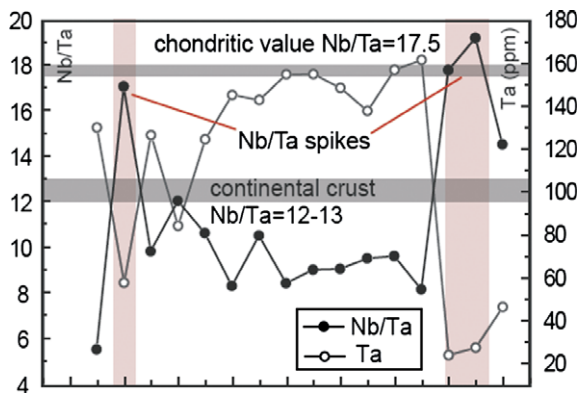 20
18
16
14
12
10
8
6
4
Nb/Ta
chondritic value Nb/Ta=17.5
Nb/Ta spikes
continental crust
Nb/Ta=12-13
Nb/Ta
Ta
Ta (ppm)
180
160
140
120
100
80
60
40
20